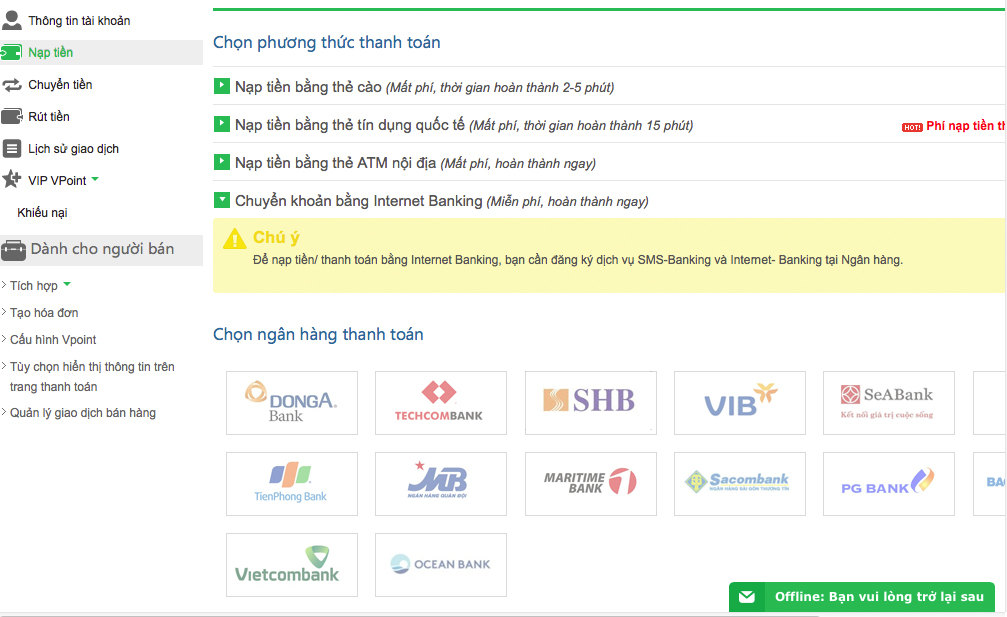 Thông tin tài khoản
Nạp tiền
Chuyển tiền
Rút tiền
Lịch sử giao dịch
VIP VPoint
Khiếu nại
Dành cho người bán
Tích hợp
Tạo hóa đơn
Cấu hình Vpoint
Tùy chọn hiển thị thông tin trên
trang thanh toán
Quản lý giao dịch bán hàng
Chọn phương thức thanh toán
Nạp tiền bằng thẻ cào (Mất phí, thời gian hoàn thành 2-5 phút)
Nạp tiền bằng thẻ tín dụng quốc tế (Mất phí, thời gian hoàn thành 15 phút)
HOT! Phí nạp tiền th
Nạp tiền bằng thẻ ATM nội địa (Mất phí, hoàn thành ngay)
Chuyển khoản bằng Internet Banking (Miễn phí, hoàn thành ngay)
Chú ý
Để nạp tiền/ thanh toán bằng Internet Banking, bạn cần đăng ký dịch vụ SMS-Banking và Internet- Banking tại Ngân hàng.
Chọn ngân hàng thanh toán
DONGA Bank
TECHCOMBANK
SHB
VIB
SeABank
Kết nối giá trị cuộc sống
TienPhong Bank
MB
NGÂN HÀNG QUÂN ĐỘI
MARITIME BANK
Sacombank
NGÂN HÀNG SÀI GÒN THƯƠNG TÍN
PG BANK
BA
Vietcombank
OCEAN BANK
Offline: Bạn vui lòng trở lại sau